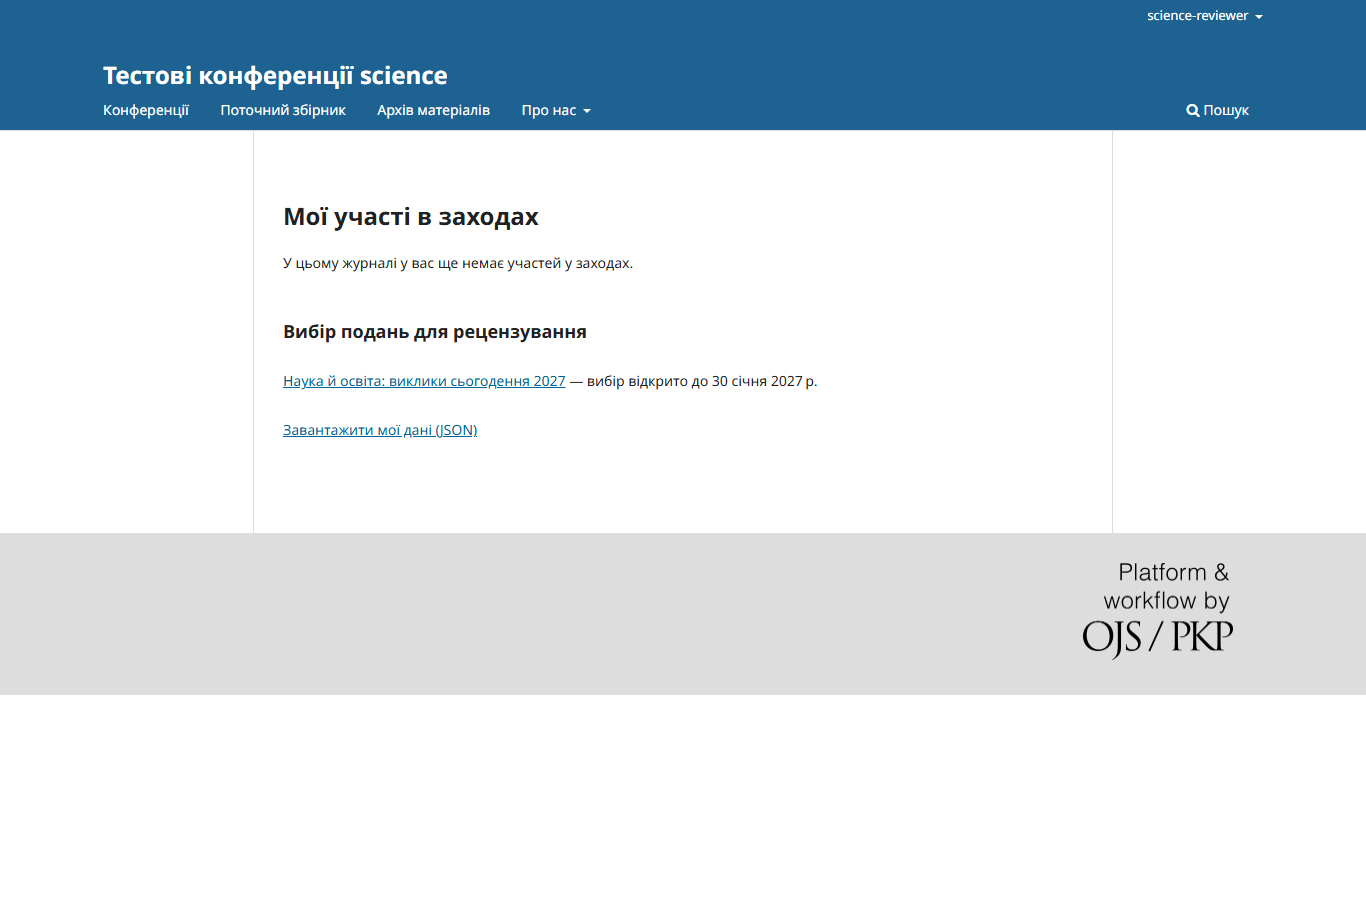 science-reviewer
Тестові конференції science
Конференції Поточний збірник Архів матеріалів Про нас Пошук
Мої участі в заходах
У цьому журналі у вас ще немає участей у заходах.
Вибір подань для рецензування
Наука й освіта: виклики сьогодення 2027 — вибір відкрито до 30 січня 2027 р.
Завантажити мої дані (JSON)
Platform &
workflow by
OJS / PKP